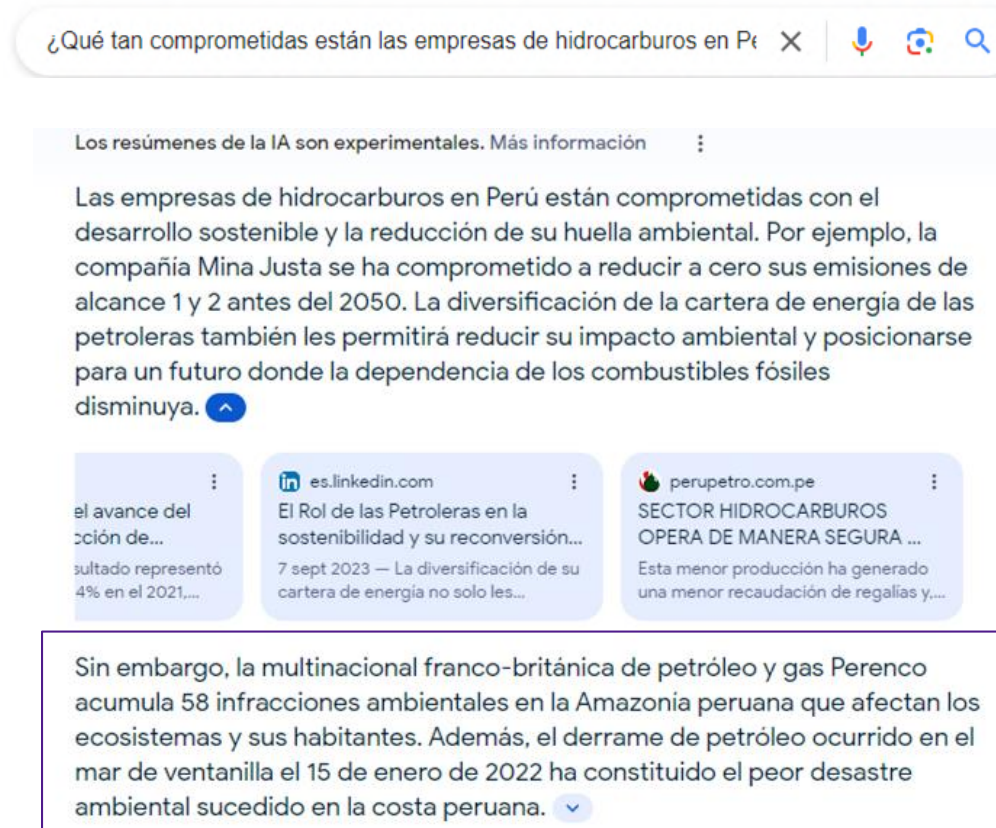 ¿Qué tan comprometidas están las empresas de hidrocarburos en
Los resúmenes de la IA son experimentales. Más información
Las empresas de hidrocarburos en Perú están comprometidas con el
desarrollo sostenible y la reducción de su huella ambiental. Por ejemplo, la
compañía Mina Justa se ha comprometido a reducir a cero sus emisiones de
alcance 1 y 2 antes del 2050. La diversificación de la cartera de energía de las
petroleras también les permitirá reducir su impacto ambiental y posicionarse
para un futuro donde la dependencia de los combustibles fósiles
disminuya.
el avance del
cción de...
sultado representó
4% en el 2021,...
in es.linkedin.com
El Rol de las Petroleras en la
sostenibilidad y su reconversión...
7 sept 2023 — La diversificación de su
cartera de energía no solo les...
perupetro.com.pe
SECTOR HIDROCARBUROS
OPERA DE MANERA SEGURA ...
Esta menor producción ha generado
una menor recaudación de regalías y,...
Sin embargo, la multinacional franco-británica de petróleo y gas Perenco
acumula 58 infracciones ambientales en la Amazonía peruana que afectan los
ecosistemas y sus habitantes. Además, el derrame de petróleo ocurrido en el
mar de ventanilla el 15 de enero de 2022 ha constituido el peor desastre
ambiental sucedido en la costa peruana.